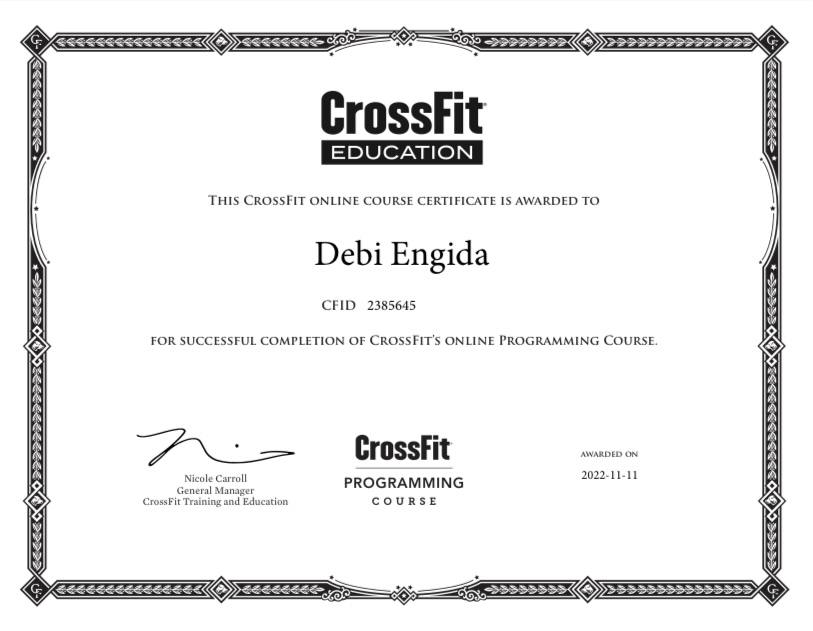 CrossFit
EDUCATION
THIS CROSSFIT ONLINE COURSE CERTIFICATE IS AWARDED TO
Debi Engida
CFID 2385645
FOR SUCCESSFUL COMPLETION OF CROSSFIT'S ONLINE PROGRAMMING COURSE.
Nicole Carroll
General Manager
CrossFit Training and Education
CrossFit
PROGRAMMING
COURSE
AWARDED ON
2022-11-11